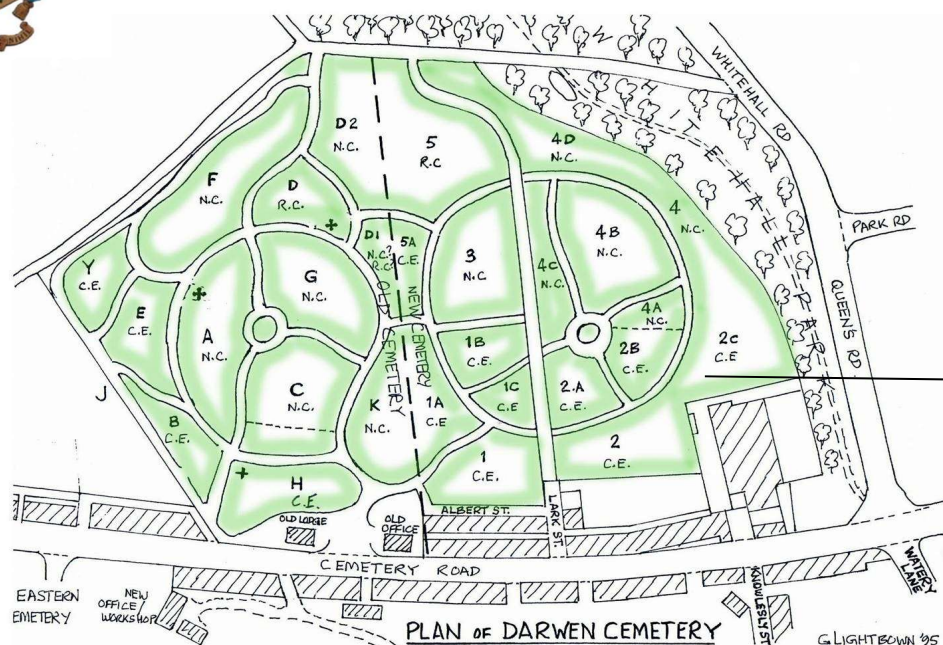 WHITEHALL RD
WHITEHALL PARK
PARK RD
QUEENS RD
D2
N.C.
5
R.C
4D
N.C.
F
N.C.
D
R.C.
4
N.C.
D1
N.C?
R.C?
5A
C.E.
3
N.C
4C
N.C.
4B
N.C.
Y
C.E.
E
C.E.
A
N.C.
G
N.C.
OLD CEMETERY
NEW CEMETERY
4A
N.C.
1B
C.E.
2B
C.E.
2C
C.E
J
B
C.E.
C
N.C.
K
N.C.
1A
C.E
1C
C.E
2.A
C.E.
H
C.E.
1
C.E.
2
C.E.
OLD LODGE
OLD
OFFICE
ALBERT ST.
LARK ST.
CEMETERY ROAD
WATERY
LANE
EASTERN
EMETERY
NEW
OFFICE/
WORKSHOP
KNOWLESLY ST
PLAN OF DARWEN CEMETERY
G LIGHTBOWN '95